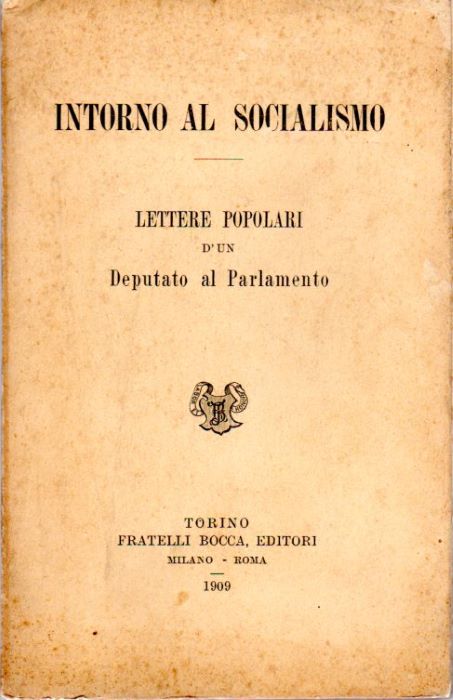 INTORNO AL SOCIALISMO
LETTERE POPOLARI
D'UN
Deputato al Parlamento
TORINO
FRATELLI BOCCA, EDITORI
MILANO - ROMA
1909